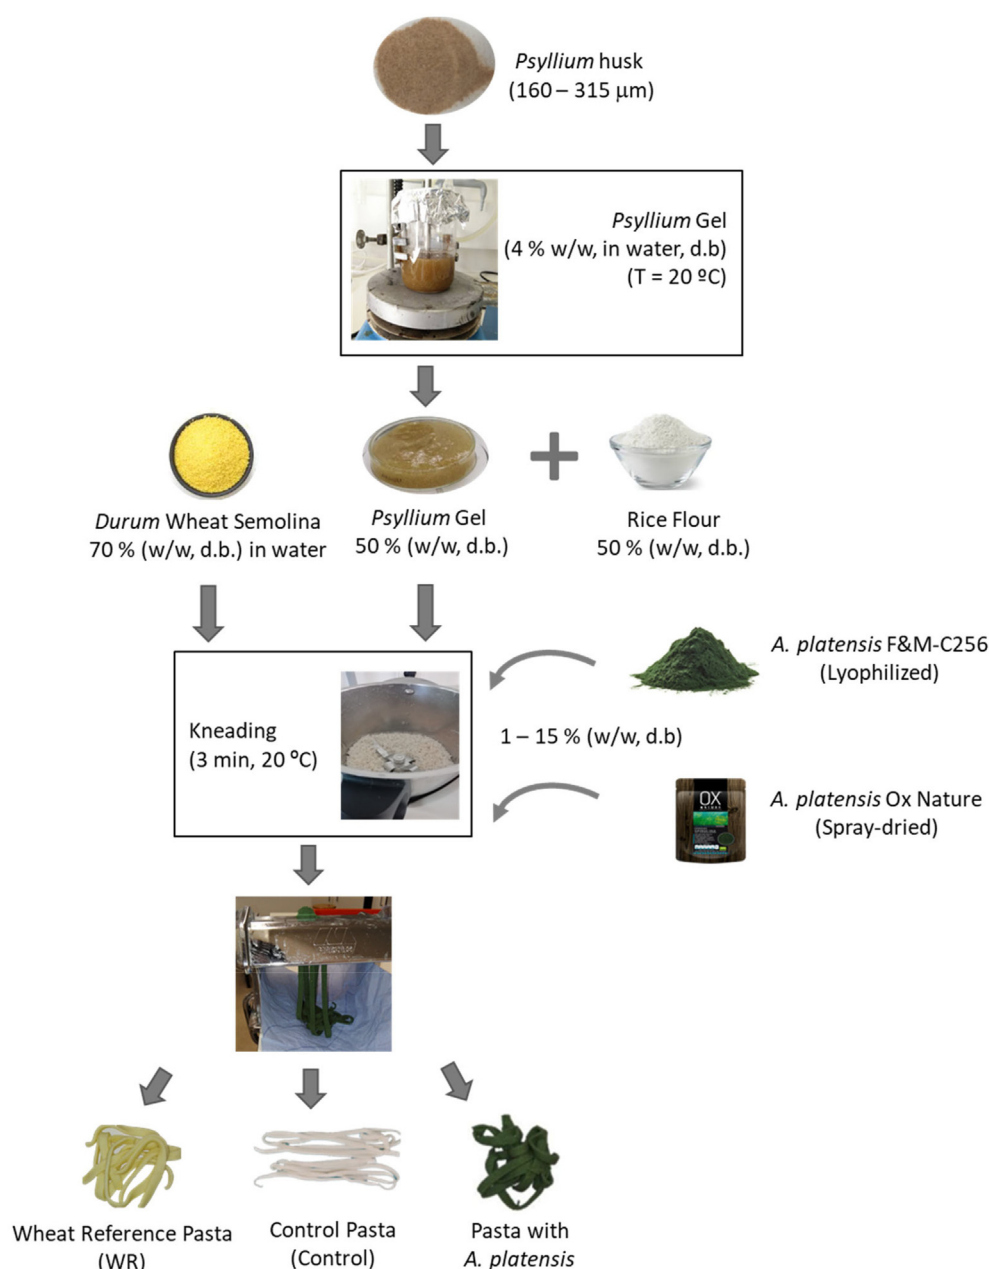 Psyllium husk
(160 – 315 µm)
Psyllium Gel
(4 % w/w, in water, d.b)
(T = 20 ºC)
Durum Wheat Semolina
70 % (w/w, d.b.) in water
Psyllium Gel
50 % (w/w, d.b.)
Rice Flour
50 % (w/w, d.b.)
A. platensis F&M-C256
(Lyophilized)
Kneading
(3 min, 20 ºC)
1 – 15 % (w/w, d.b)
OX
A. platensis Ox Nature
(Spray-dried)
Wheat Reference Pasta
(WR)
Control Pasta
(Control)
Pasta with
A. platensis